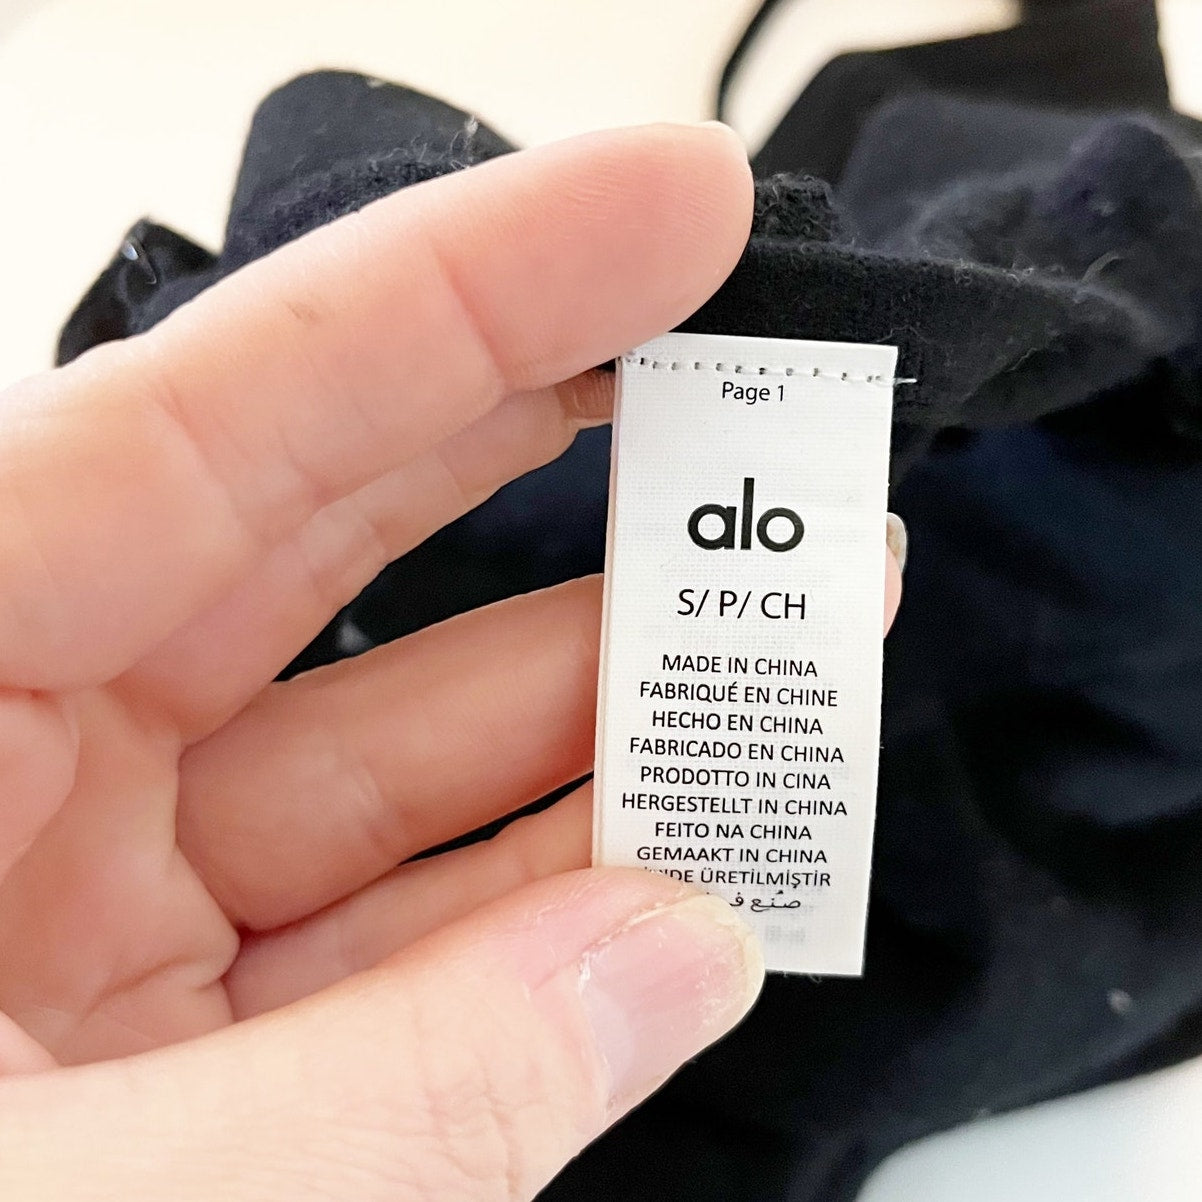 Page 1
alo
S/ P/ CH
MADE IN CHINA
FABRIQUÉ EN CHINE
HECHO EN CHINA
FABRICADO EN CHINA
PRODOTTO IN CINA
HERGESTELLT IN CHINA
FEITO NA CHINA
GEMAAKT IN CHINA
ÜRETİLMİŞTİR
صُنع